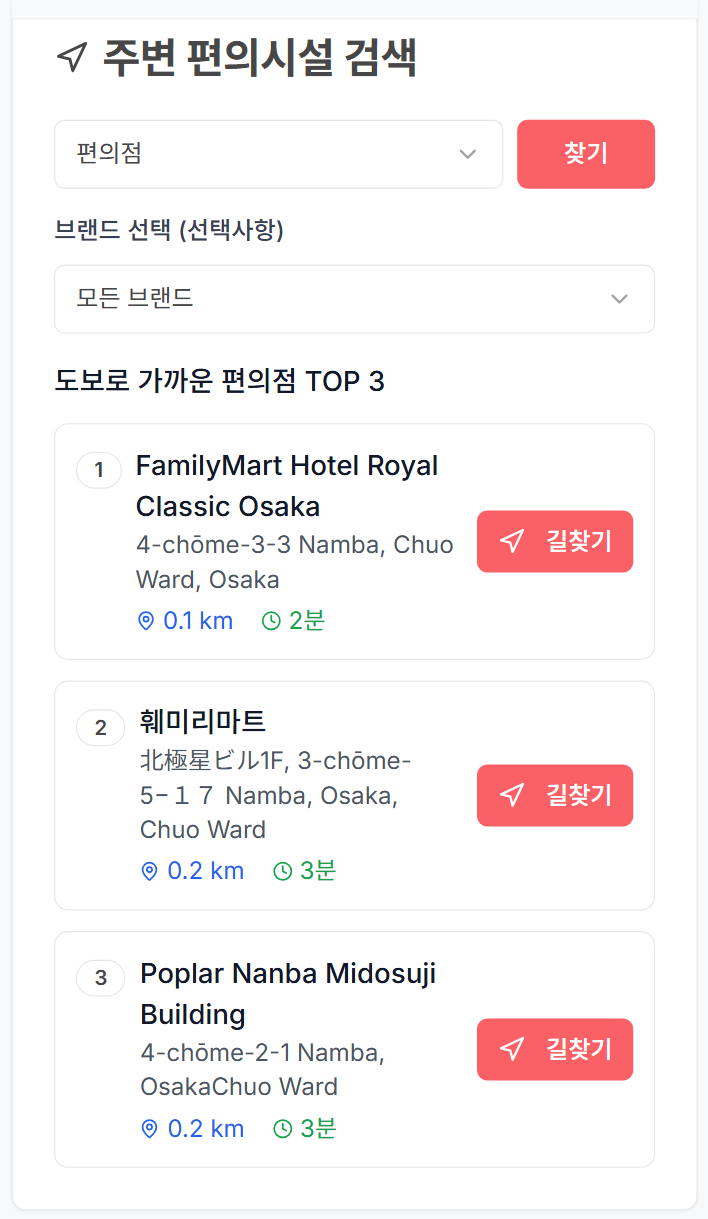 주변 편의시설 검색
편의점
찾기
브랜드 선택 (선택사항)
모든 브랜드
도보로 가까운 편의점 TOP 3
1
FamilyMart Hotel Royal
Classic Osaka
4-chōme-3-3 Namba, Chuo
Ward, Osaka
0.1 km
2분
길찾기
2
훼미리마트
北極星ビル1F, 3-chōme-
5−１７ Namba, Osaka,
Chuo Ward
0.2 km
3분
길찾기
3
Poplar Nanba Midosuji
Building
4-chōme-2-1 Namba,
OsakaChuo Ward
0.2 km
3분
길찾기